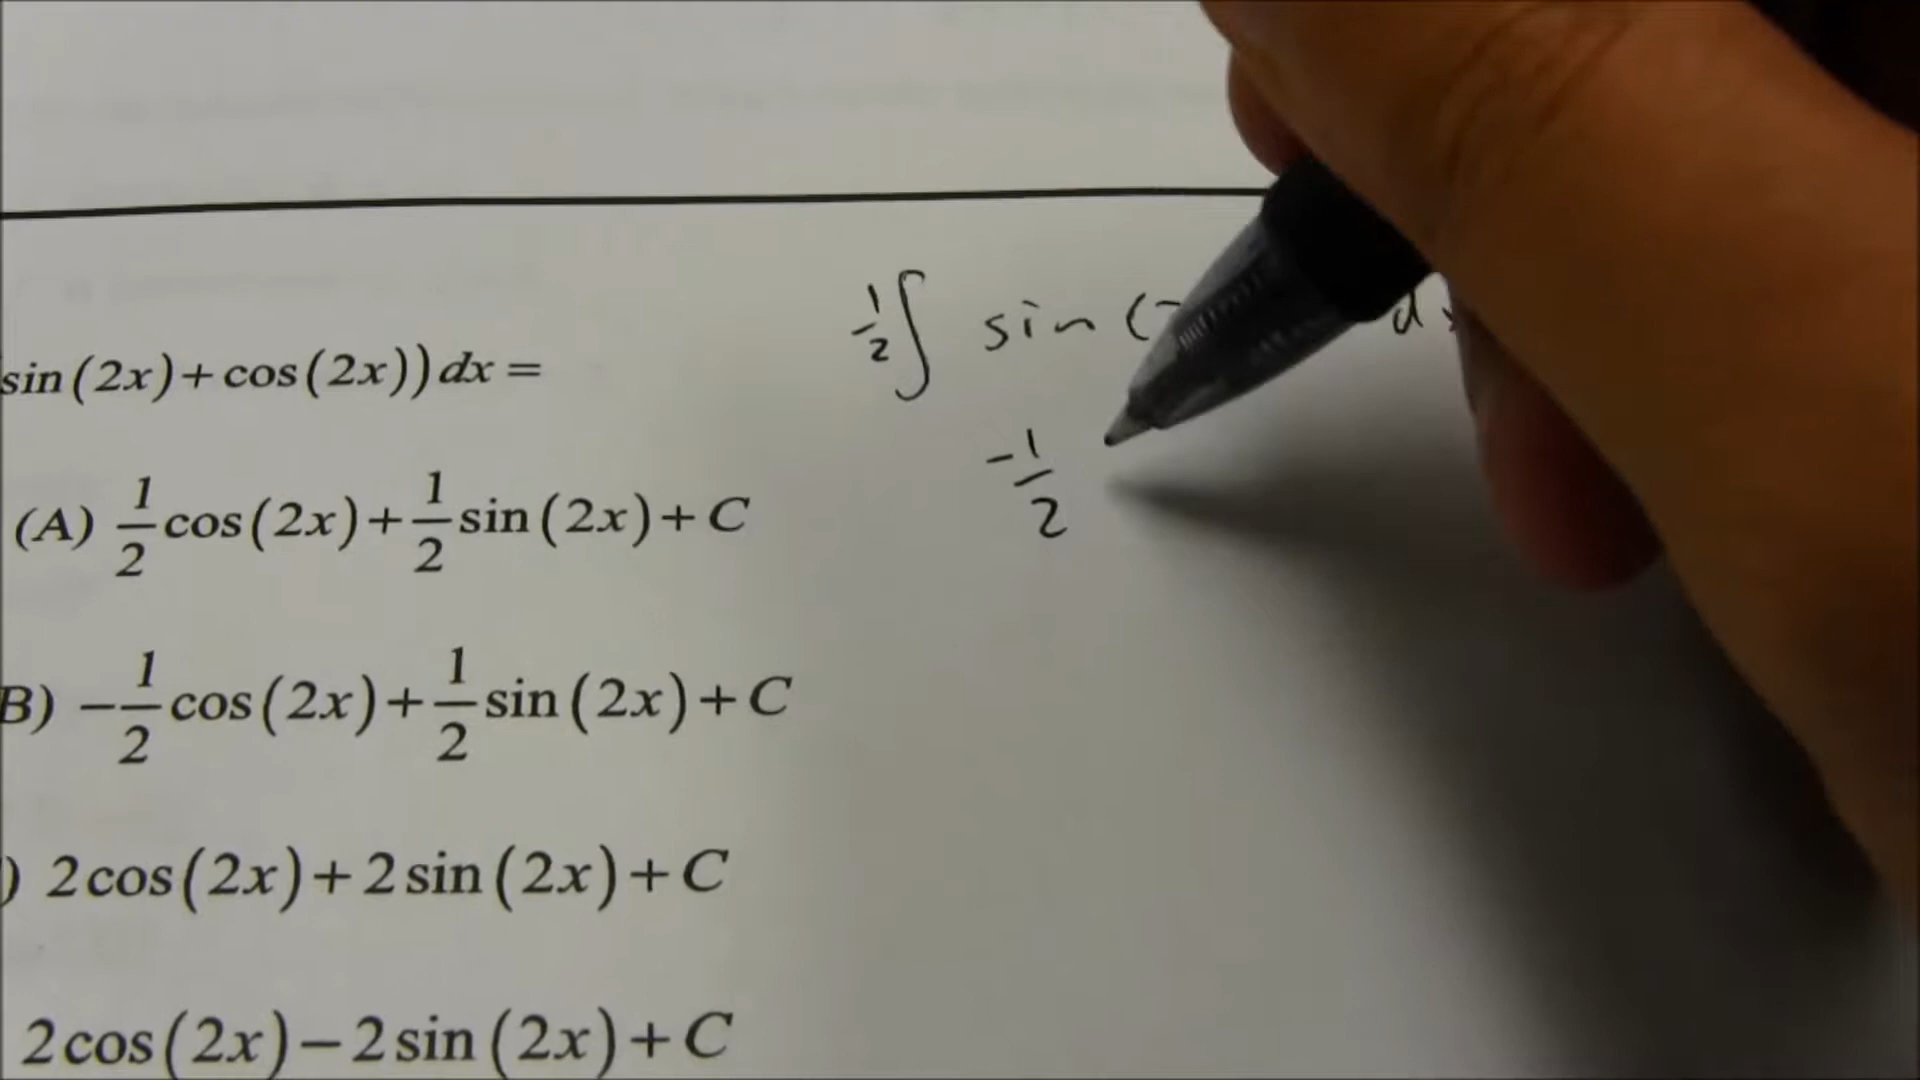 sin(2x)+cos(2x))dx=
(A) 1/2 cos(2x)+1/2 sin(2x)+C
B) -1/2 cos(2x)+1/2 sin(2x)+C
) 2cos(2x)+2sin(2x)+C
2cos(2x)-2sin(2x)+C
1/2 ∫ sin ( d
-1/2